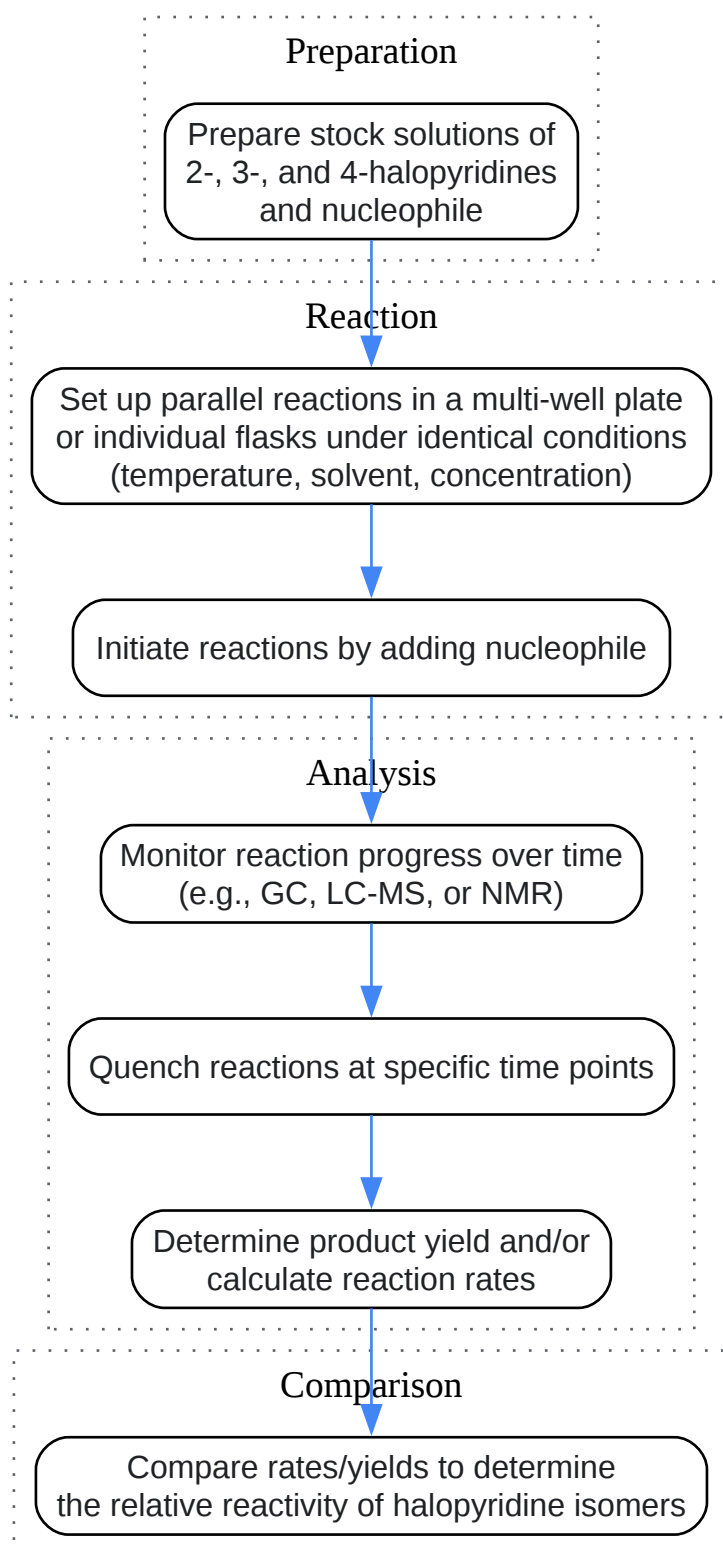 Preparation
Prepare stock solutions of
2-, 3-, and 4-halopyridines
and nucleophile
Reaction
Set up parallel reactions in a multi-well plate
or individual flasks under identical conditions
(temperature, solvent, concentration)
Initiate reactions by adding nucleophile
Analysis
Monitor reaction progress over time
(e.g., GC, LC-MS, or NMR)
Quench reactions at specific time points
Determine product yield and/or
calculate reaction rates
Comparison
Compare rates/yields to determine
the relative reactivity of halopyridine isomers